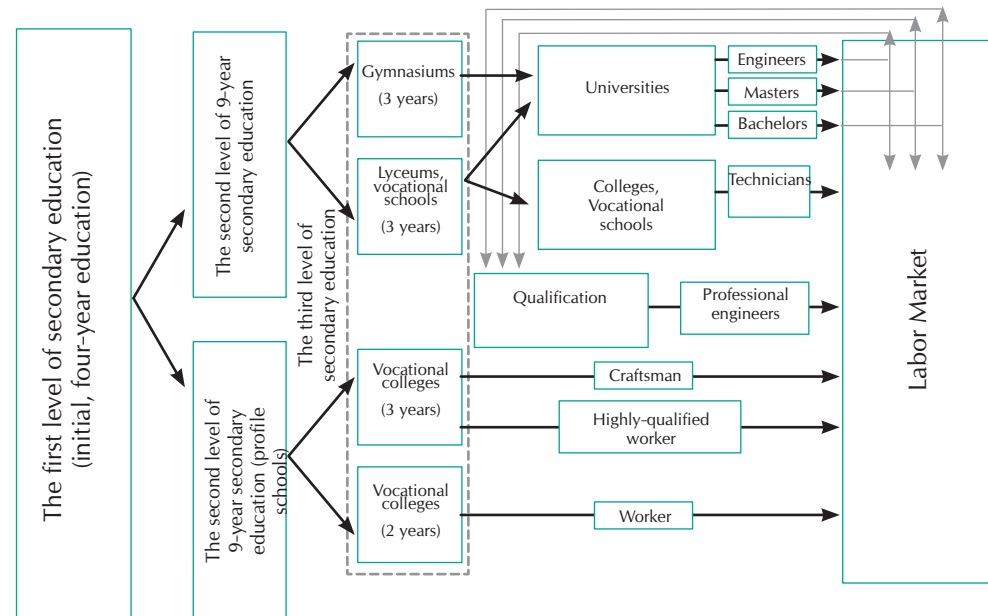 The first level of secondary education
(initial, four-year education)
The second level of 9-year
secondary education
The second level of
9-year secondary
education (profile
schools)
The third level of
secondary education
Gymnasiums
(3 years)
Lyceums,
vocational
schools
(3 years)
Vocational
colleges
(3 years)
Vocational
colleges
(2 years)
Universities
Engineers
Masters
Bachelors
Colleges,
Vocational
schools
Technicians
Qualification
Professional
engineers
Craftsman
Highly-qualified
worker
Worker
Labor Market